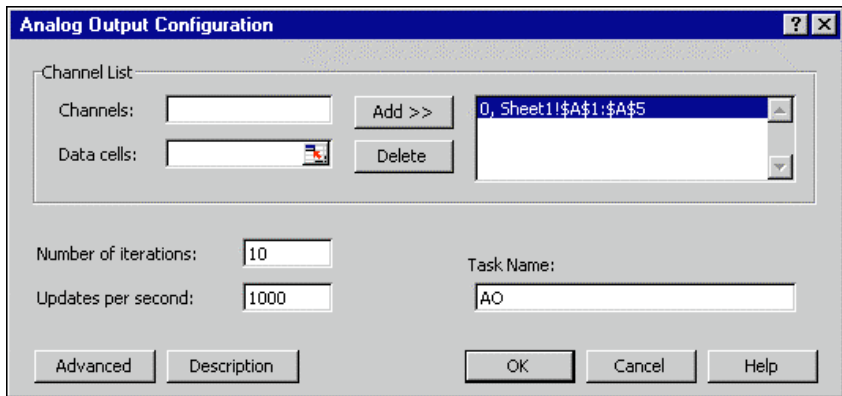 Analog Output Configuration
Channel List
Channels:
Add >>
0, Sheet1!$A$1:$A$5
Data cells:
Delete
Number of iterations: 10
Task Name:
Updates per second: 1000
AO
Advanced
Description
OK
Cancel
Help